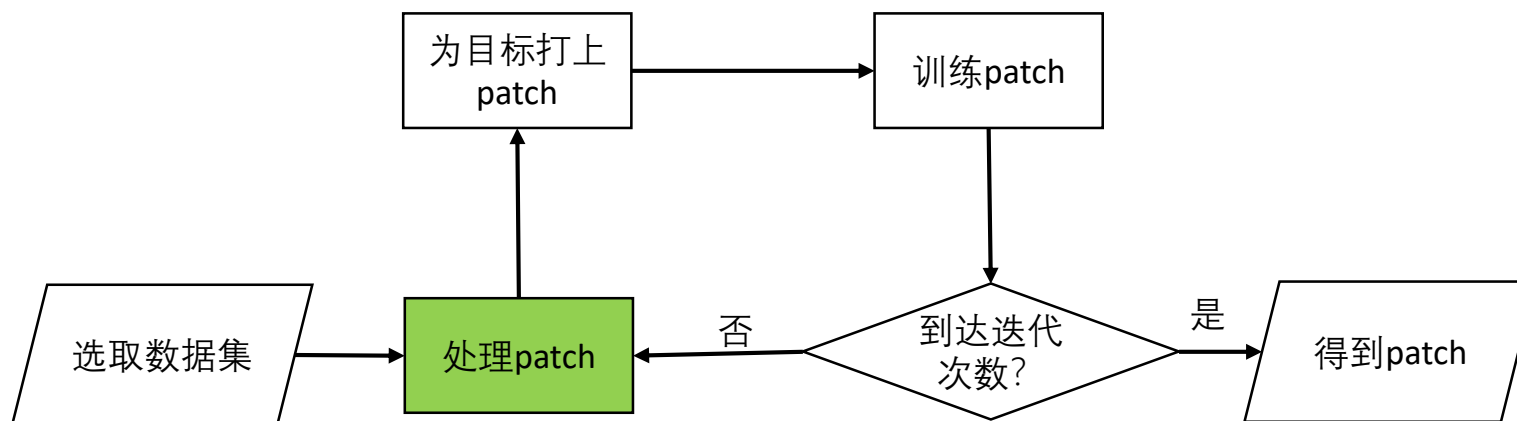 为目标打上
patch
训练patch
选取数据集
处理patch
否
到达迭代
次数?
是
得到patch